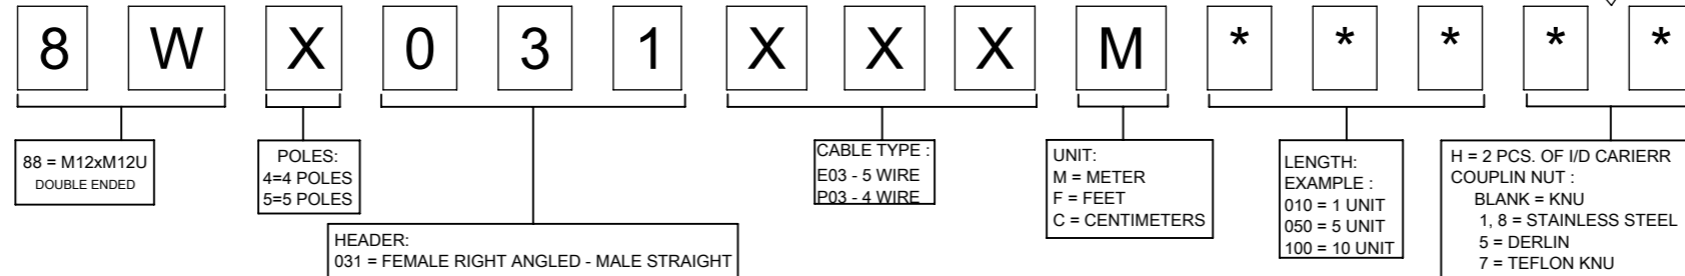 8 W X 0 3 1 X X X M * * * * *
88 = M12xM12U
DOUBLE ENDED
POLES:
4=4 POLES
5=5 POLES
HEADER:
031 = FEMALE RIGHT ANGLED - MALE STRAIGHT
CABLE TYPE :
E03 - 5 WIRE
P03 - 4 WIRE
UNIT:
M = METER
F = FEET
C = CENTIMETERS
LENGTH:
EXAMPLE :
010 = 1 UNIT
050 = 5 UNIT
100 = 10 UNIT
H = 2 PCS. OF I/D CARIERR
COUPLIN NUT :
BLANK = KNU
1, 8 = STAINLESS STEEL
5 = DERLIN
7 = TEFLON KNU